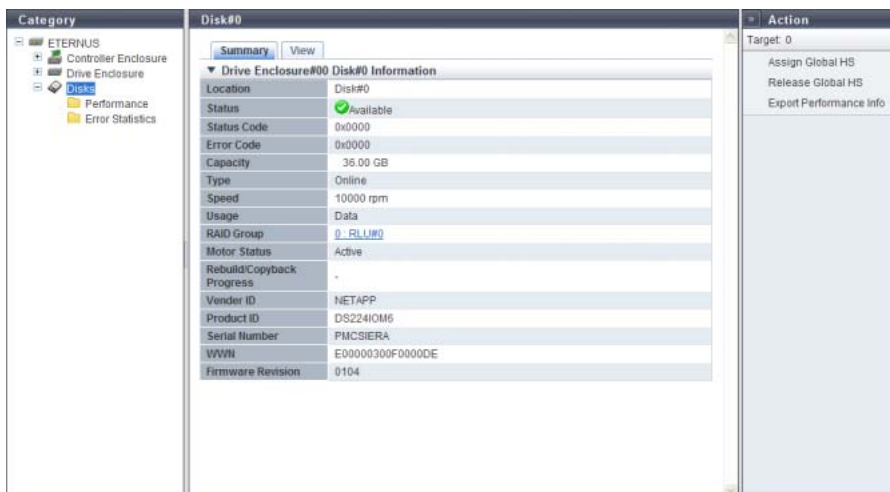 Category
ETERNUS
Controller Enclosure
Drive Enclosure
Disks
Performance
Error Statistics
Disk#0
Summary View
Drive Enclosure#00 Disk#0 Information
Location Disk#0
Status Available
Status Code 0x0000
Error Code 0x0000
Capacity 36.00 GB
Type Online
Speed 10000 rpm
Usage Data
RAID Group 0 : RLU#0
Motor Status Active
Rebuild/Copyback
Progress -
Vender ID NETAPP
Product ID DS224IOM6
Serial Number PMCSIERA
WWN E00000300F0000DE
Firmware Revision 0104
» Action
Target: 0
Assign Global HS
Release Global HS
Export Performance Info